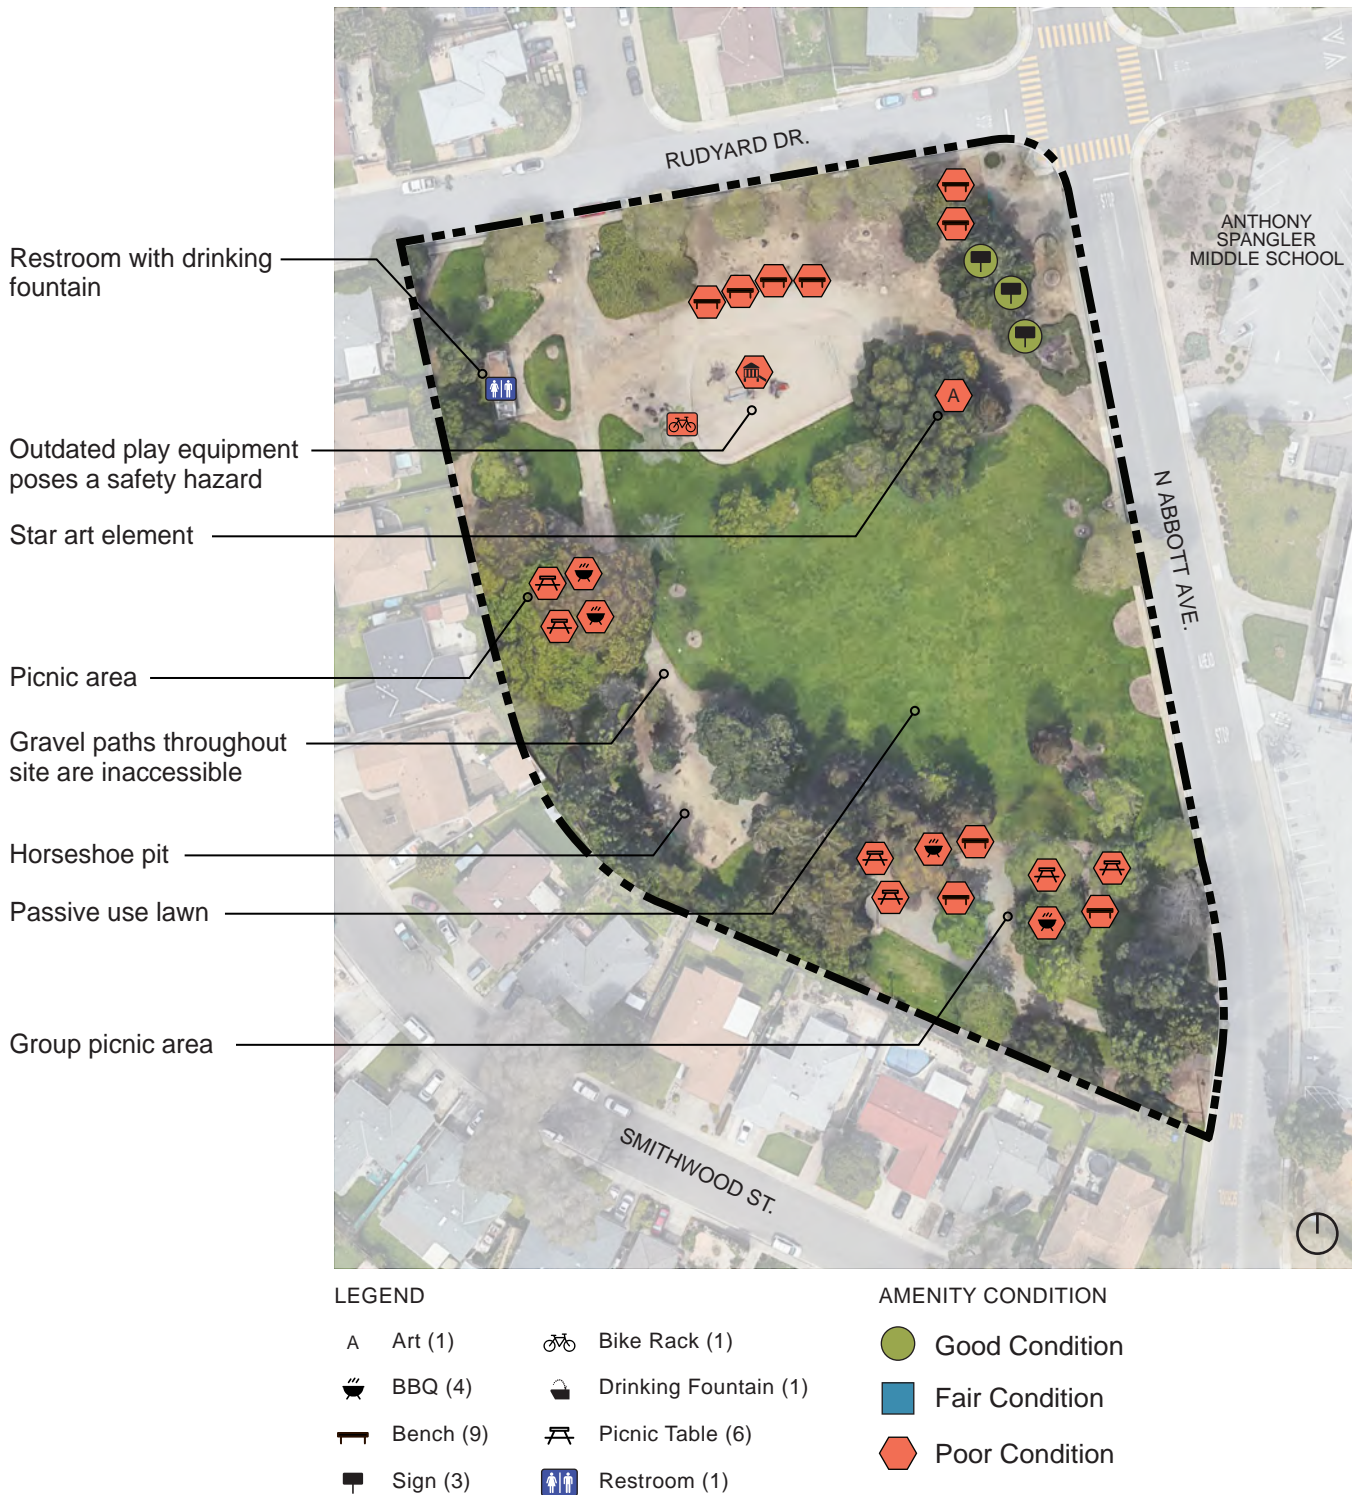 RUDYARD DR.
ANTHONY
SPANGLER
MIDDLE SCHOOL
Restroom with drinking
fountain
Outdated play equipment
poses a safety hazard
A
Star art element
N ABBOTT AVE.
Picnic area
Gravel paths throughout
site are inaccessible
Horseshoe pit
Passive use lawn
Group picnic area
SMITHWOOD ST.
LEGEND
A Art (1)
BBQ (4)
Bench (9)
Sign (3)
Bike Rack (1)
Drinking Fountain (1)
Picnic Table (6)
Restroom (1)
AMENITY CONDITION
Good Condition
Fair Condition
Poor Condition